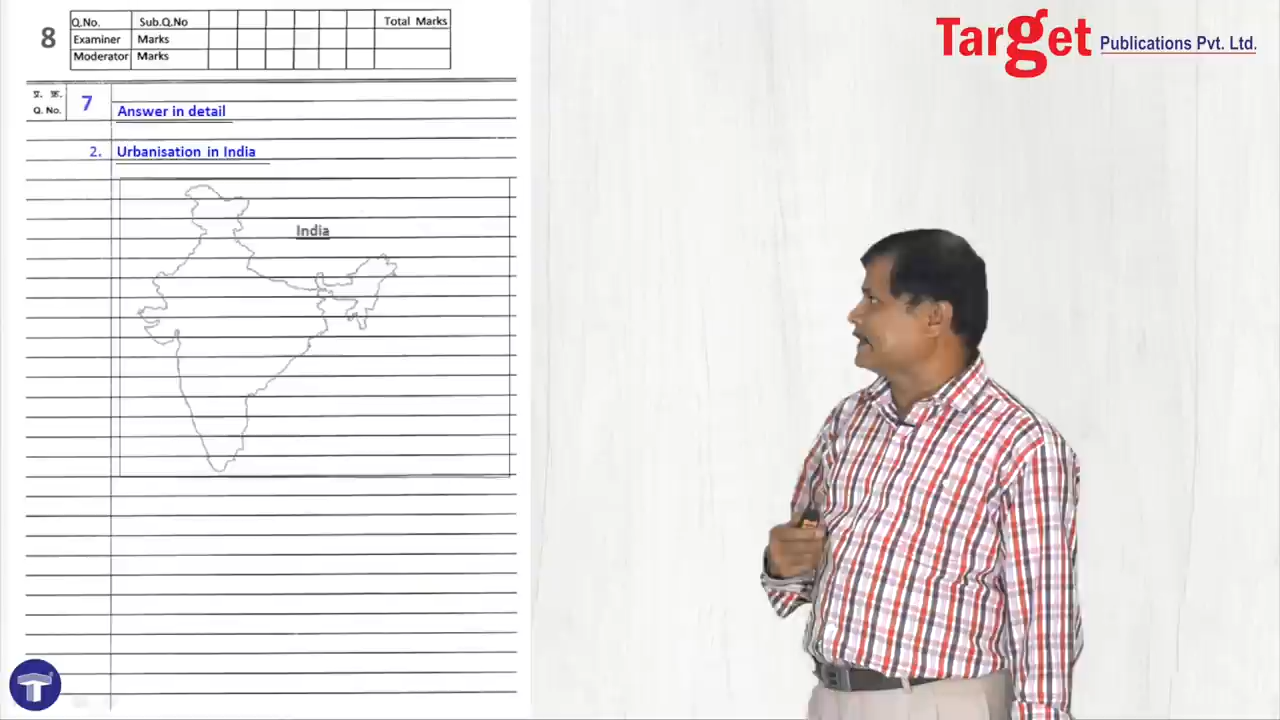 8
Q.No. Sub.Q.No Total Marks
Examiner Marks
Moderator Marks
प्र. क्र.
Q. No. 7 Answer in detail
2. Urbanisation in India
India
Target Publications Pvt. Ltd.